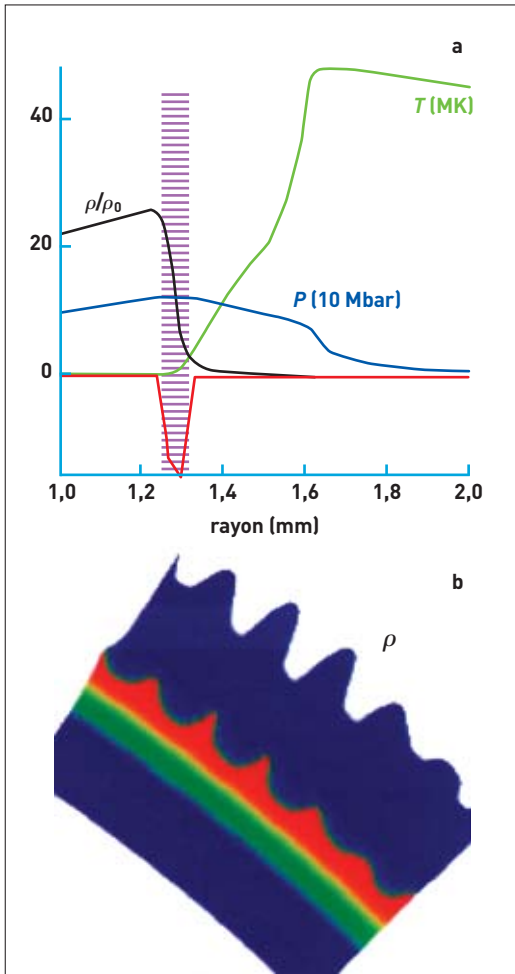 a
40
T (MK)
ρ/ρ₀
20
P (10 Mbar)
0
1,0 1,2 1,4 1,6 1,8 2,0
rayon (mm)
b
ρ